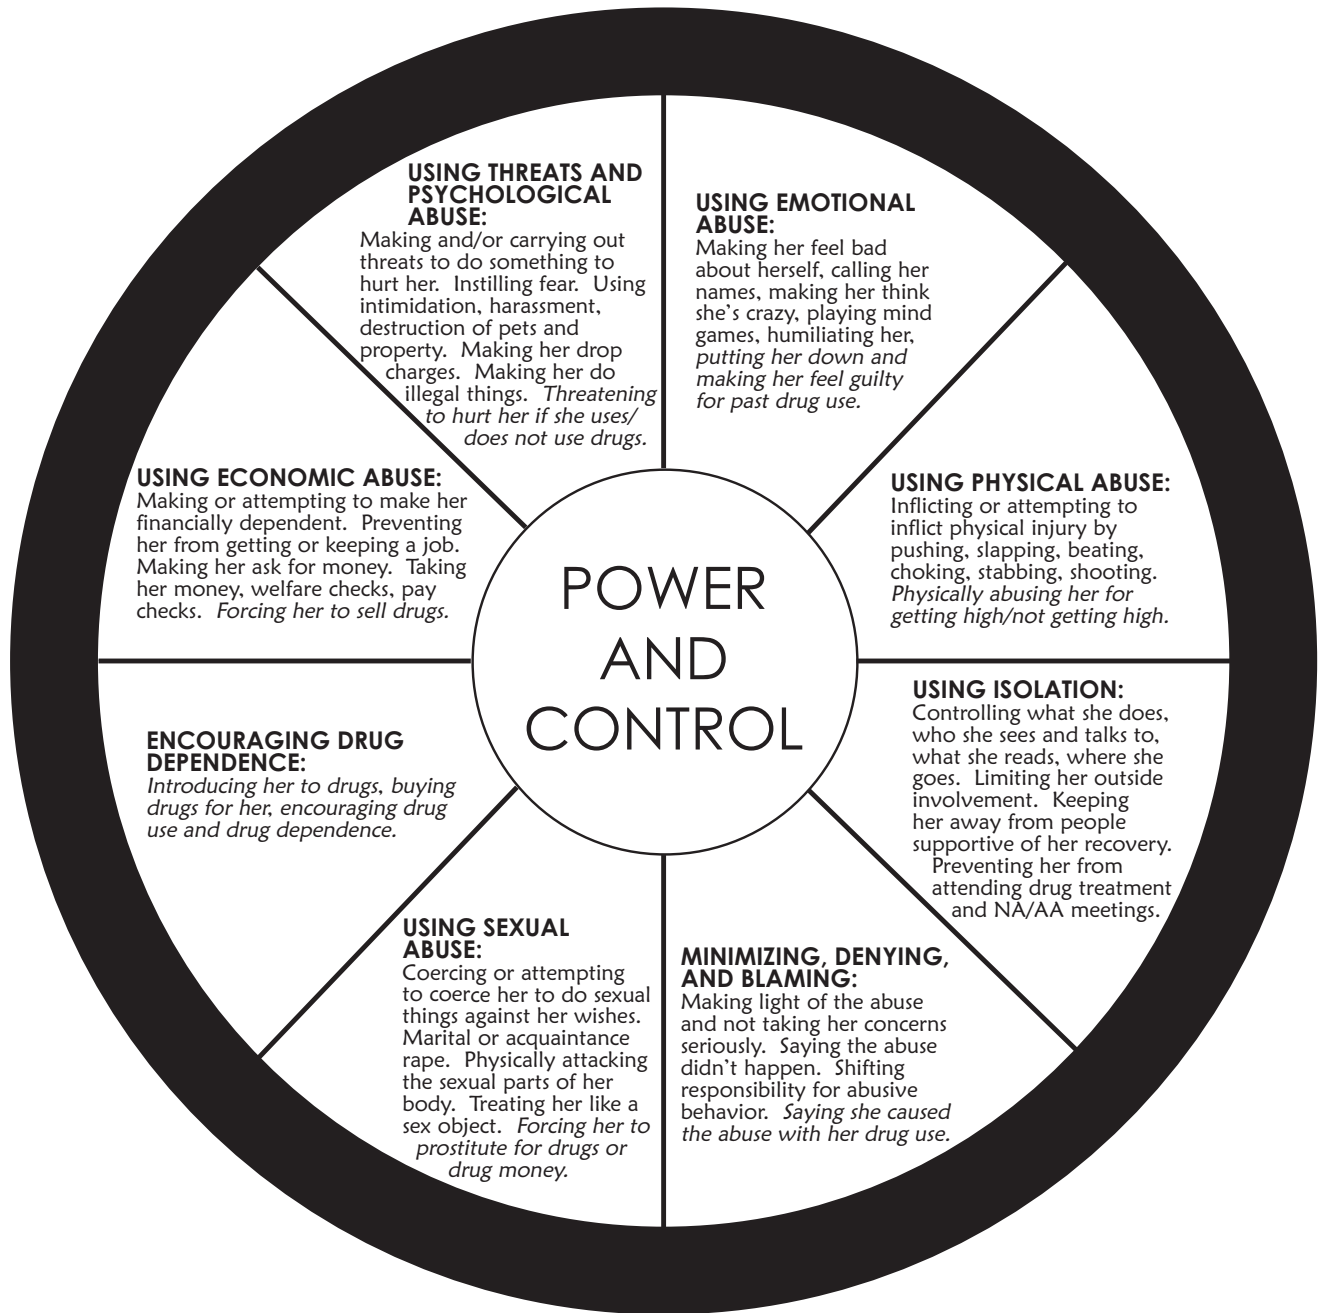 USING THREATS AND
PSYCHOLOGICAL
ABUSE:
Making and/or carrying out
threats to do something to
hurt her. Instilling fear. Using
intimidation, harassment,
destruction of pets and
property. Making her drop
charges. Making her do
illegal things. Threatening
to hurt her if she uses/
does not use drugs.
USING EMOTIONAL
ABUSE:
Making her feel bad
about herself, calling her
names, making her think
she's crazy, playing mind
games, humiliating her,
putting her down and
making her feel guilty
for past drug use.
USING ECONOMIC ABUSE:
Making or attempting to make her
financially dependent. Preventing
her from getting or keeping a job.
Making her ask for money. Taking
her money, welfare checks, pay
checks. Forcing her to sell drugs.
POWER
AND
CONTROL
USING PHYSICAL ABUSE:
Inflicting or attempting to
inflict physical injury by
pushing, slapping, beating,
choking, stabbing, shooting.
Physically abusing her for
getting high/not getting high.
ENCOURAGING DRUG
DEPENDENCE:
Introducing her to drugs, buying
drugs for her, encouraging drug
use and drug dependence.
USING ISOLATION:
Controlling what she does,
who she sees and talks to,
what she reads, where she
goes. Limiting her outside
involvement. Keeping
her away from people
supportive of her recovery.
Preventing her from
attending drug treatment
and NA/AA meetings.
USING SEXUAL
ABUSE:
Coercing or attempting
to coerce her to do sexual
things against her wishes.
Marital or acquaintance
rape. Physically attacking
the sexual parts of her
body. Treating her like a
sex object. Forcing her to
prostitute for drugs or
drug money.
MINIMIZING, DENYING,
AND BLAMING:
Making light of the abuse
and not taking her concerns
seriously. Saying the abuse
didn't happen. Shifting
responsibility for abusive
behavior. Saying she caused
the abuse with her drug use.